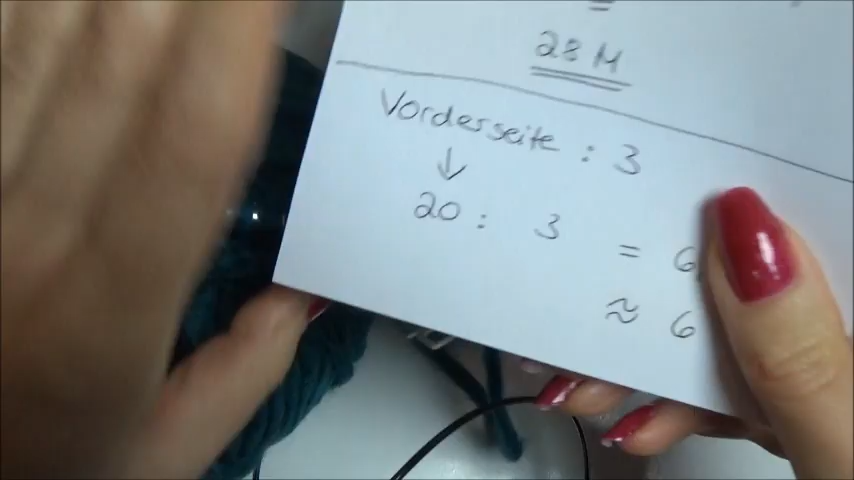 28 M
Vorderseite : 3
↓
20 : 3 = 6
≈ 6